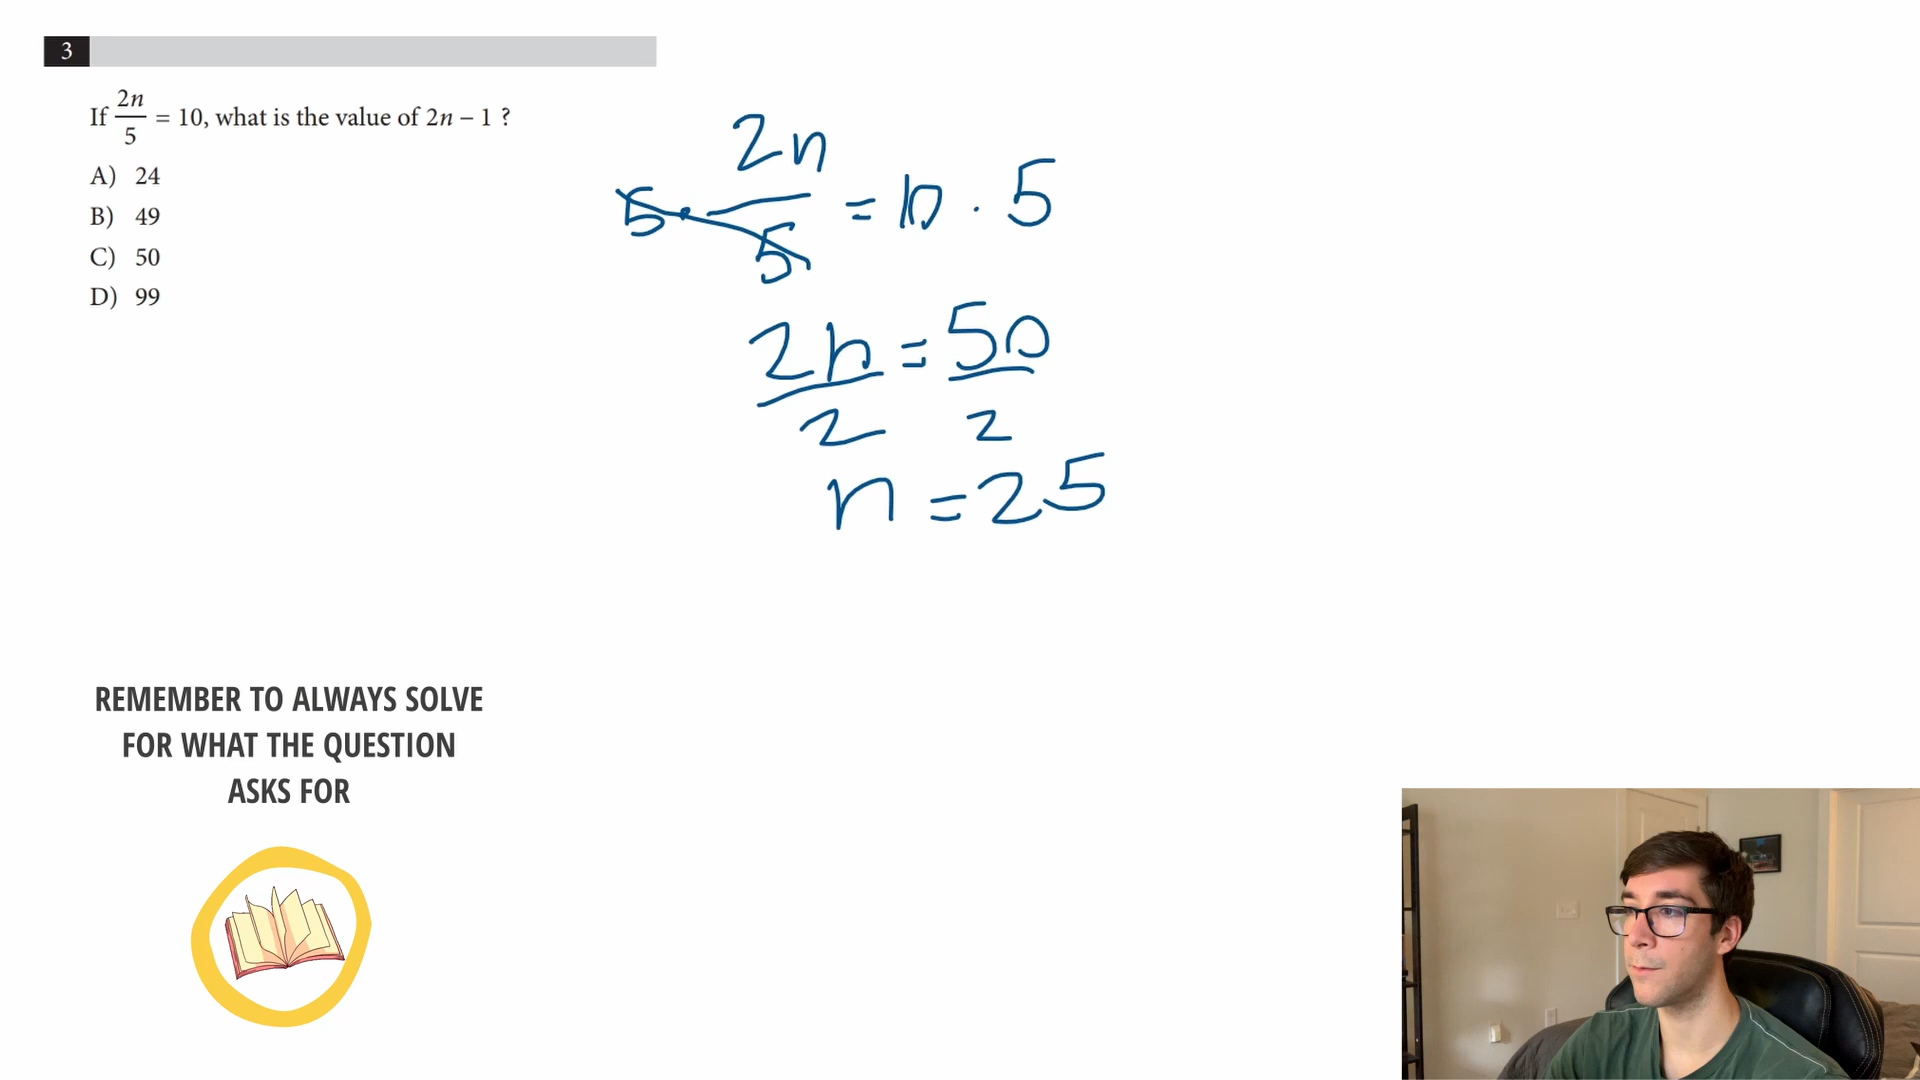 3
If 2n/5 = 10, what is the value of 2n – 1 ?
A) 24
B) 49
C) 50
D) 99
5 · 2n/5 = 10 · 5
2n/2 = 50/2
n = 25
REMEMBER TO ALWAYS SOLVE
FOR WHAT THE QUESTION
ASKS FOR